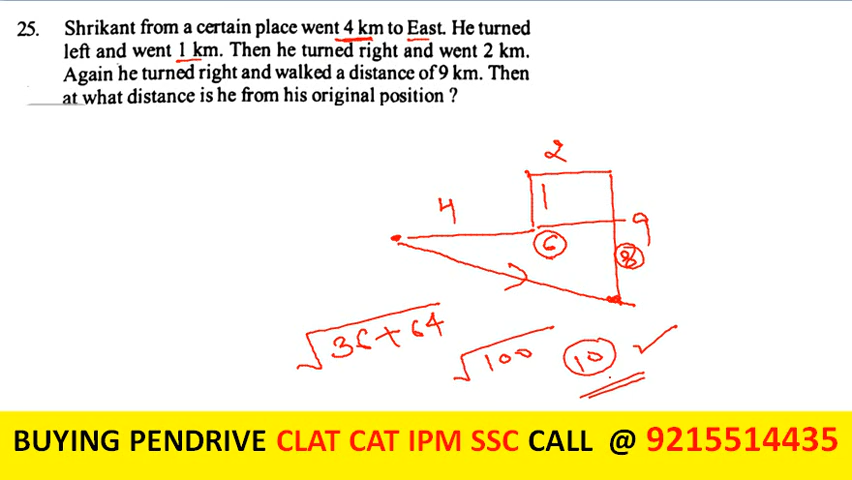 25. Shrikant from a certain place went 4 km to East. He turned
left and went 1 km. Then he turned right and went 2 km.
Again he turned right and walked a distance of 9 km. Then
at what distance is he from his original position ?
2
4
1
9
6
8
√36+64
√100
10
BUYING PENDRIVE CLAT CAT IPM SSC CALL @ 9215514435